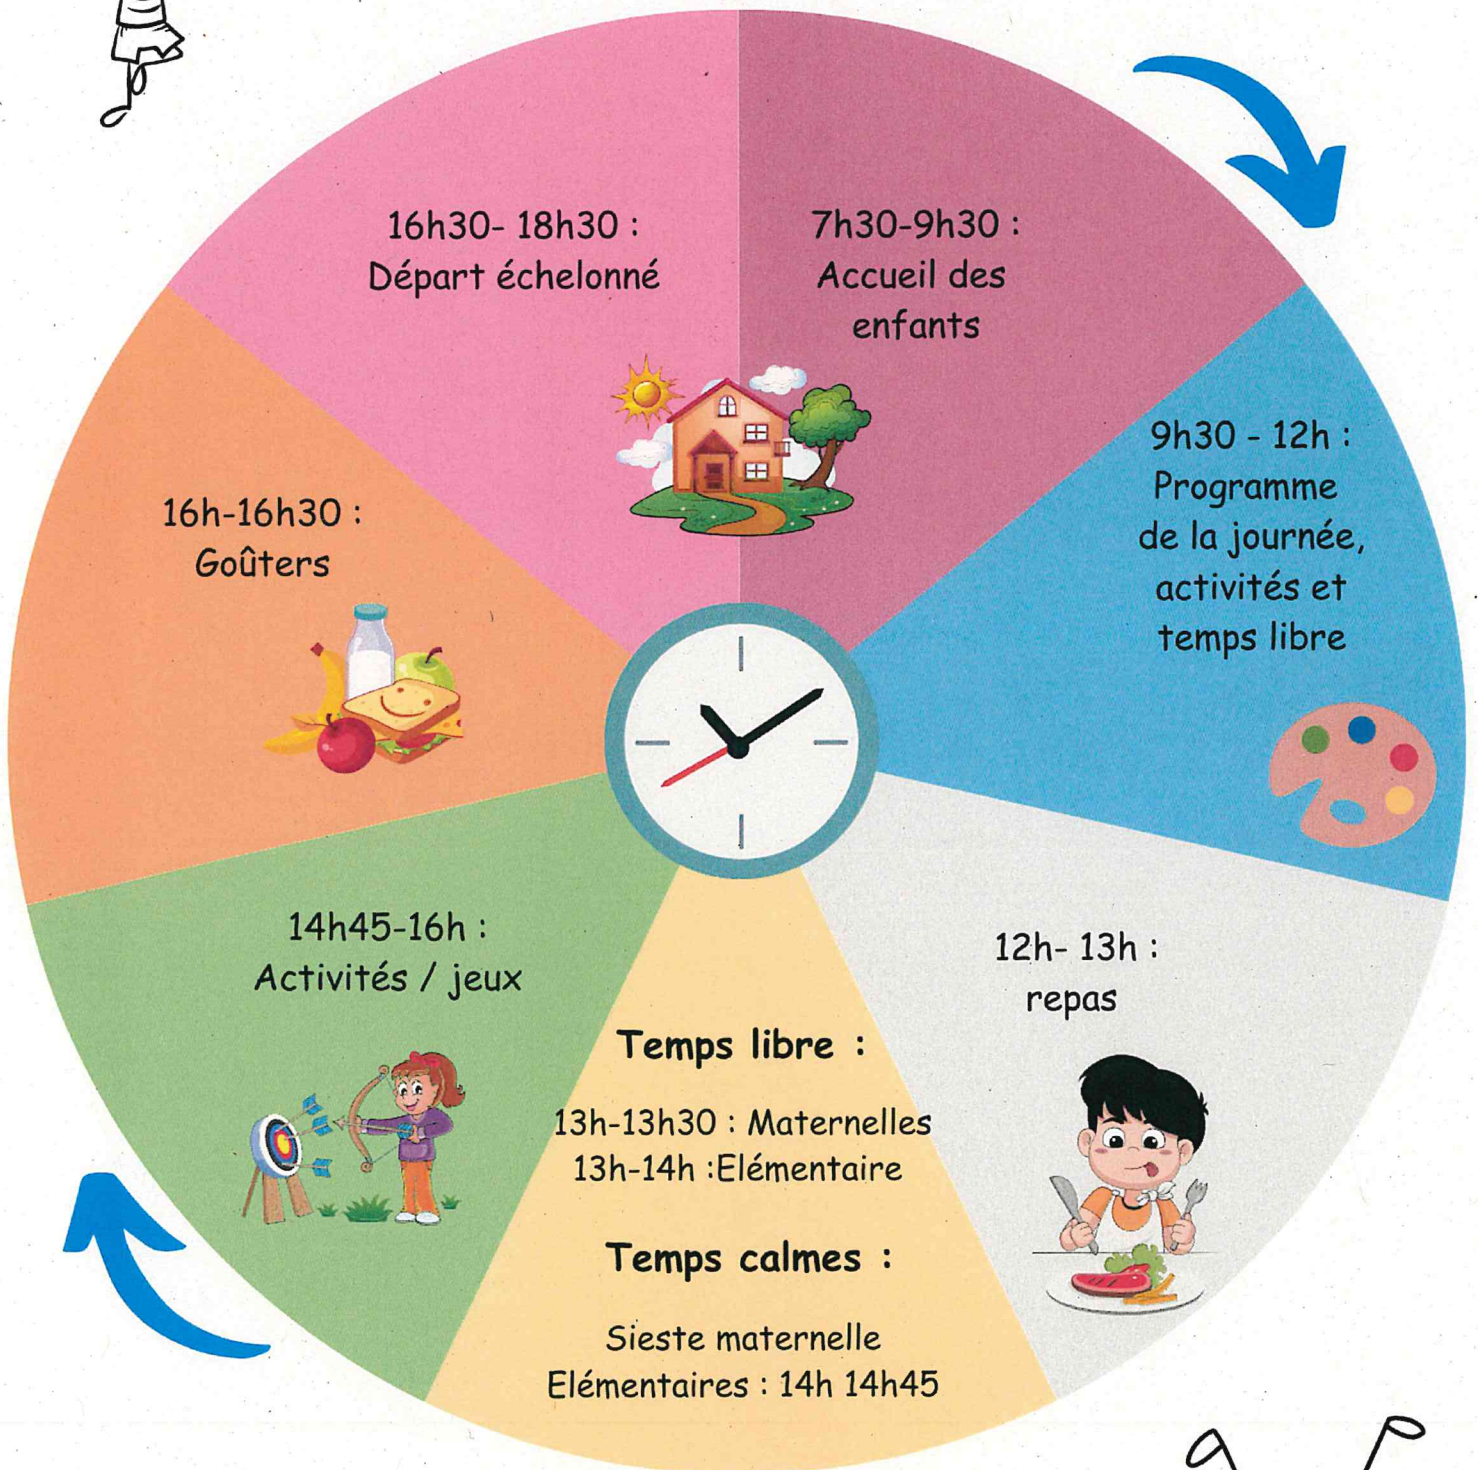 7h30-9h30 :
Accueil des
enfants
9h30 - 12h :
Programme
de la journée,
activités et
temps libre
12h- 13h :
repas
Temps libre :
13h-13h30 : Maternelles
13h-14h :Elémentaire
Temps calmes :
Sieste maternelle
Elémentaires : 14h 14h45
14h45-16h :
Activités / jeux
16h-16h30 :
Goûters
16h30- 18h30 :
Départ échelonné